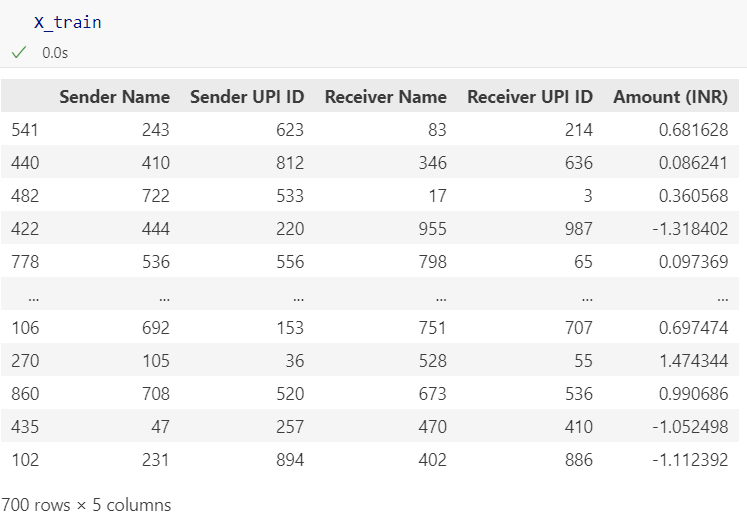 X_train
0.0s
Sender Name Sender UPI ID Receiver Name Receiver UPI ID Amount (INR)
541 243 623 83 214 0.681628
440 410 812 346 636 0.086241
482 722 533 17 3 0.360568
422 444 220 955 987 -1.318402
778 536 556 798 65 0.097369
... ... ... ... ... ...
106 692 153 751 707 0.697474
270 105 36 528 55 1.474344
860 708 520 673 536 0.990686
435 47 257 470 410 -1.052498
102 231 894 402 886 -1.112392
700 rows × 5 columns